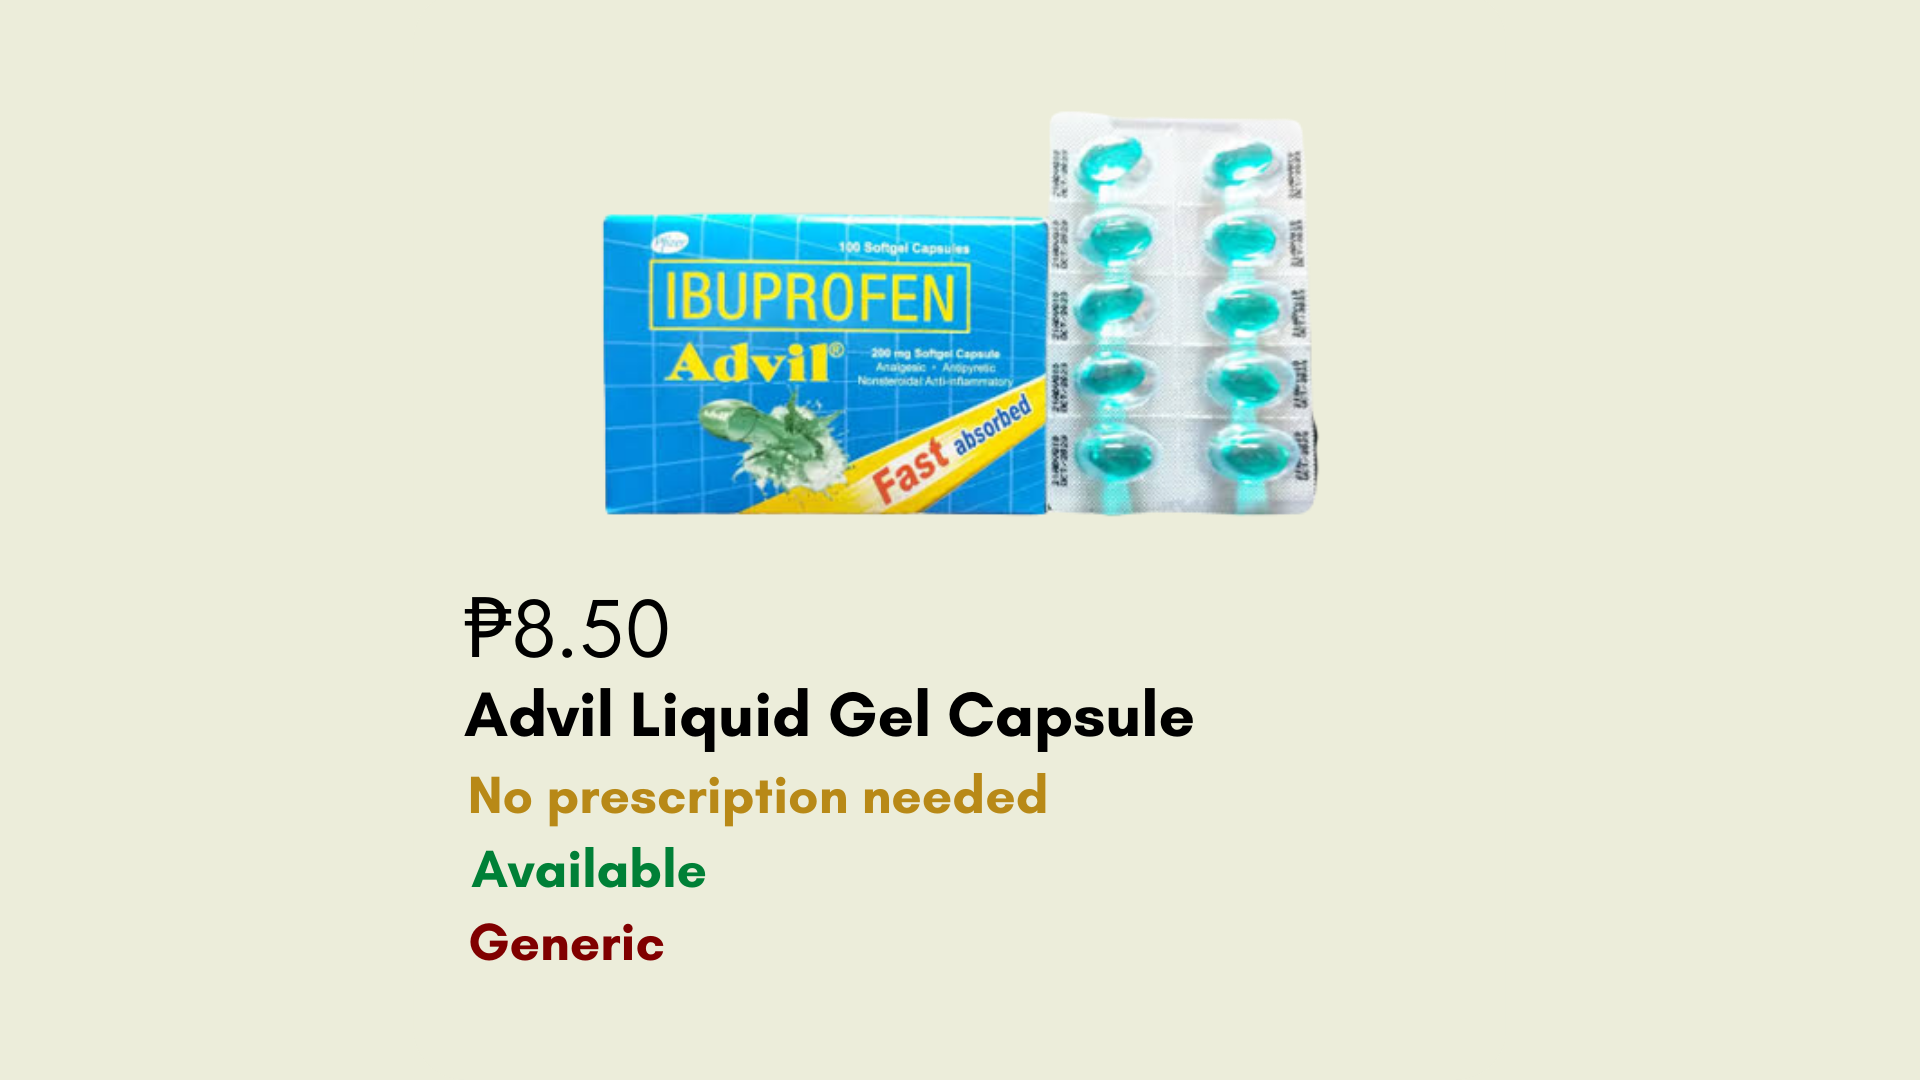 Pfizer
100 Softgel Capsules
IBUPROFEN
Advil®
200 mg Softgel Capsule
Analgesic • Antipyretic
Nonsteroidal Anti-inflammatory
Fast absorbed
₱8.50
Advil Liquid Gel Capsule
No prescription needed
Available
Generic